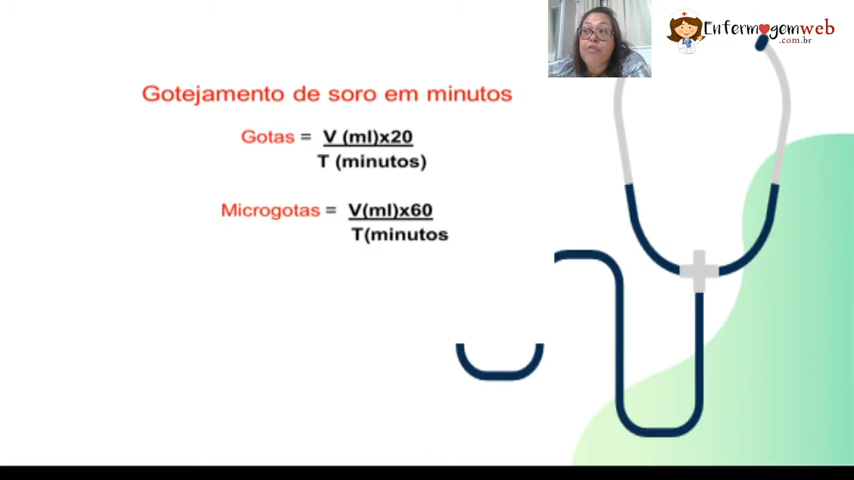 Enfermagemweb
.com.br
Gotejamento de soro em minutos
Gotas = V (ml)x20
T (minutos)
Microgotas = V(ml)x60
T(minutos